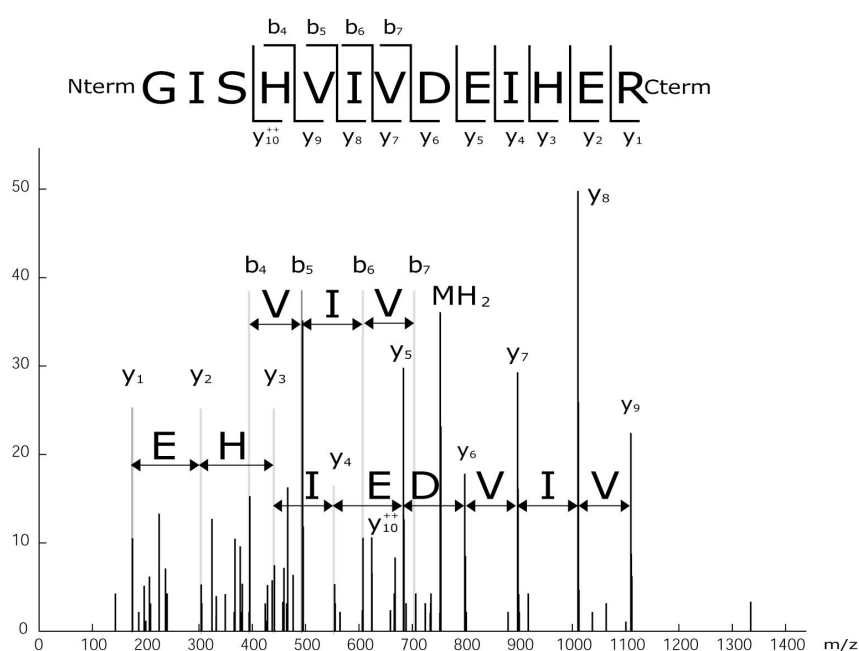 b4 b5 b6 b7
Nterm G I S H V I V D E I H E R Cterm
y10++ y9 y8 y7 y6 y5 y4 y3 y2 y1
50
y8
40
b4 b5 b6 b7
V I V
MH2
30
y1 y2 y3 y5 y7
y9
20
E H
y4 y6
I E D V I V
y10++
10
0
0 100 200 300 400 500 600 700 800 900 1000 1100 1200 1300 1400 m/z